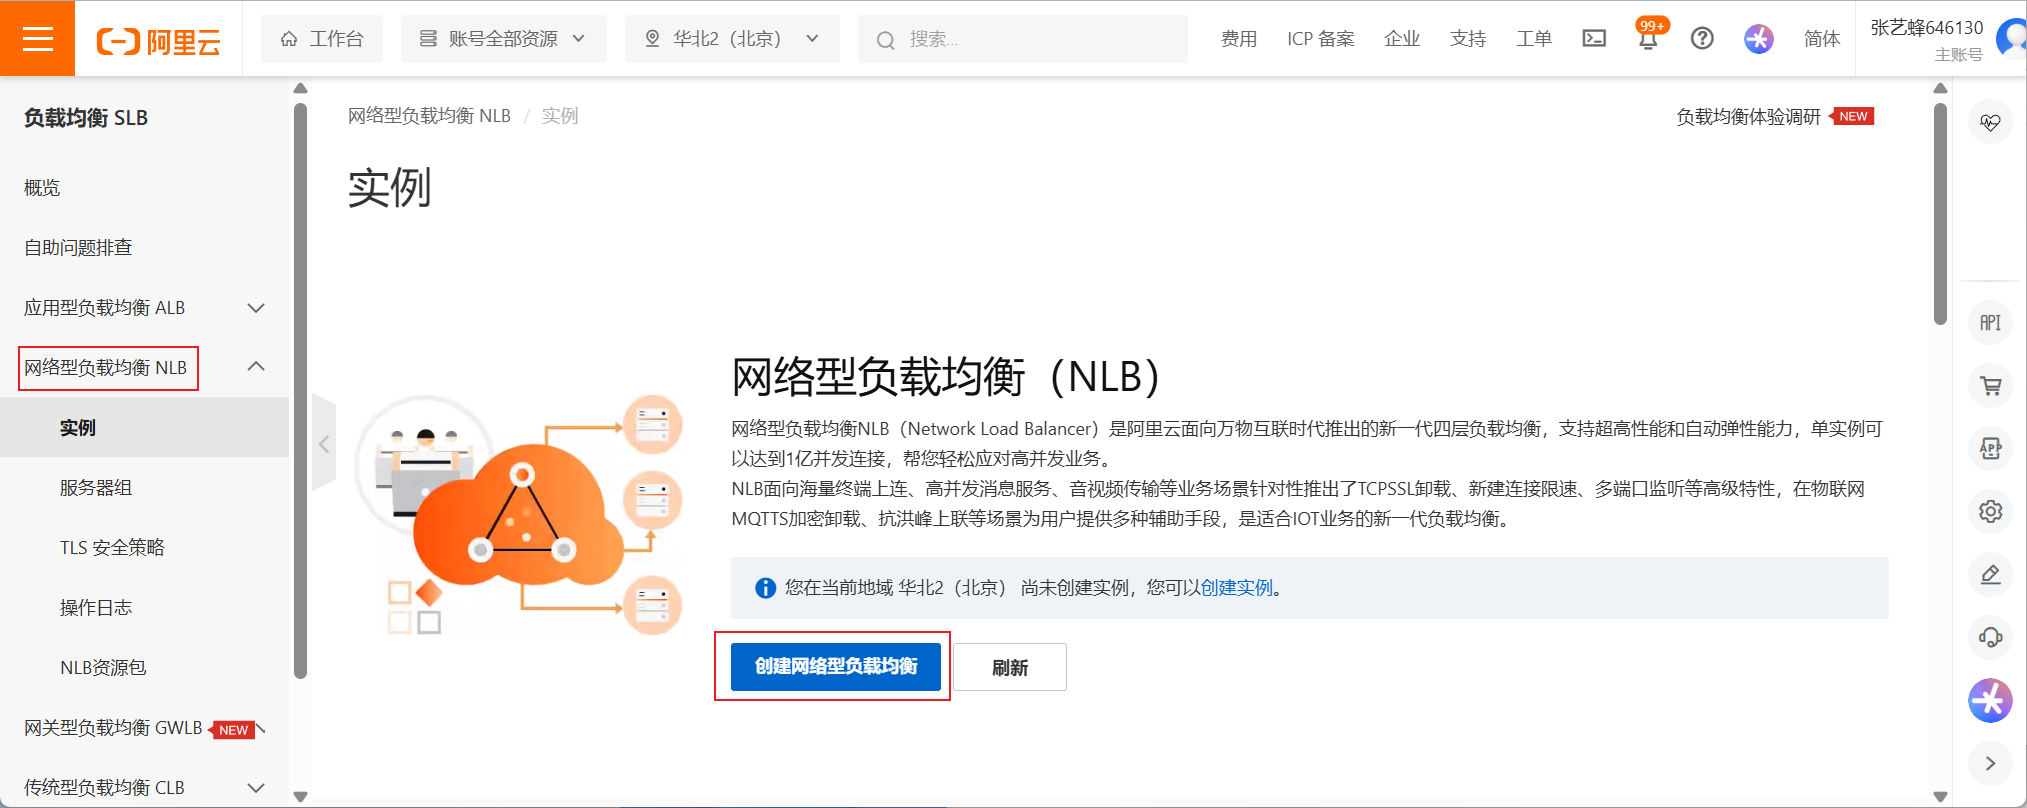 阿里云
工作台
账号全部资源
华北2（北京）
搜索...
费用
ICP 备案
企业
支持
工单
99+
简体
张艺蜂646130
主账号
负载均衡 SLB
概览
自助问题排查
应用型负载均衡 ALB
网络型负载均衡 NLB
实例
服务器组
TLS 安全策略
操作日志
NLB资源包
网关型负载均衡 GWLB NEW
传统型负载均衡 CLB
网络型负载均衡 NLB / 实例
负载均衡体验调研 NEW
实例
网络型负载均衡（NLB）
网络型负载均衡NLB（Network Load Balancer）是阿里云面向万物互联时代推出的新一代四层负载均衡，支持超高性能和自动弹性能力，单实例可
以达到1亿并发连接，帮您轻松应对高并发业务。
NLB面向海量终端上连、高并发消息服务、音视频传输等业务场景针对性推出了TCPSSL卸载、新建连接限速、多端口监听等高级特性，在物联网
MQTTS加密卸载、抗洪峰上联等场景为用户提供多种辅助手段，是适合IOT业务的新一代负载均衡。
您在当前地域 华北2（北京） 尚未创建实例，您可以创建实例。
创建网络型负载均衡
刷新
API
APP